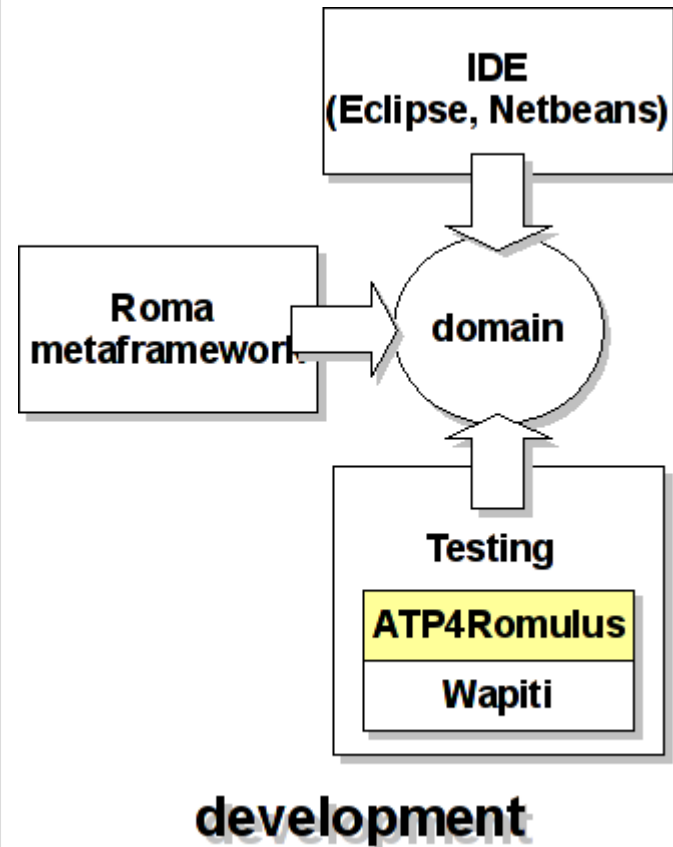 IDE
(Eclipse, Netbeans)
Roma
metaframework
domain
Testing
ATP4Romulus
Wapiti
development